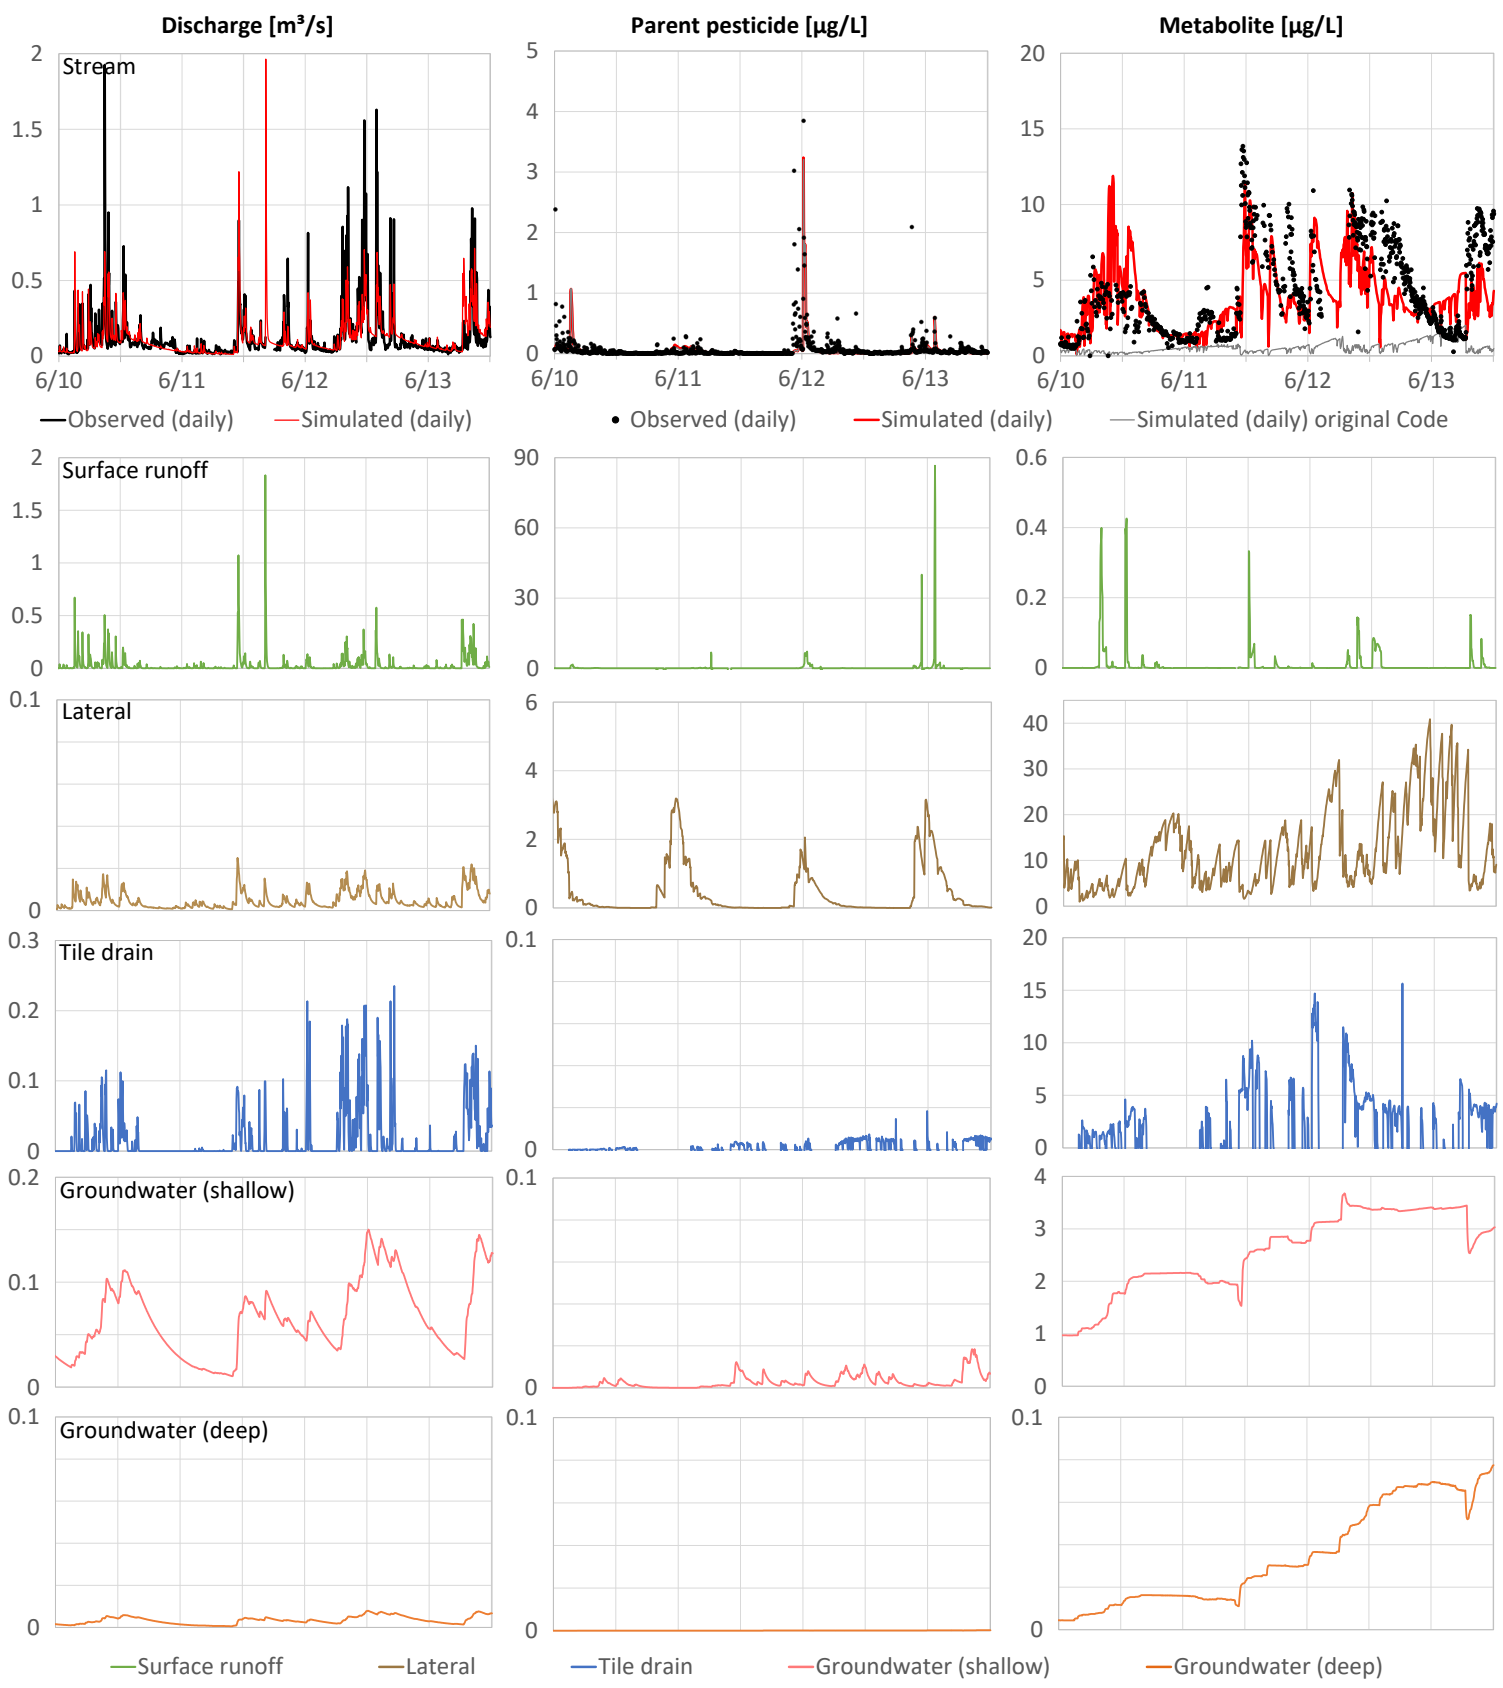 Discharge [m³/s] Parent pesticide [µg/L] Metabolite [µg/L]
Stream
2 5 20
1.5 4 15
1 3 10
0.5 2 5
0 1 0
0
6/10 6/11 6/12 6/13 6/10 6/11 6/12 6/13 6/10 6/11 6/12 6/13
Observed (daily) Simulated (daily) Observed (daily) Simulated (daily) Simulated (daily) original Code
Surface runoff
2 90 0.6
1.5 60 0.4
1 30 0.2
0.5 0 0
0
Lateral
0.1 6 40
0 4 30
2 20
0 10
0
Tile drain
0.3 0.1 20
0.2 0 15
0.1 10
0 5
0
Groundwater (shallow)
0.2 0.1 4
0.1 0 3
0 2
1
0
Groundwater (deep)
0.1 0.1 0.1
0 0 0
Surface runoff Lateral Tile drain Groundwater (shallow) Groundwater (deep)